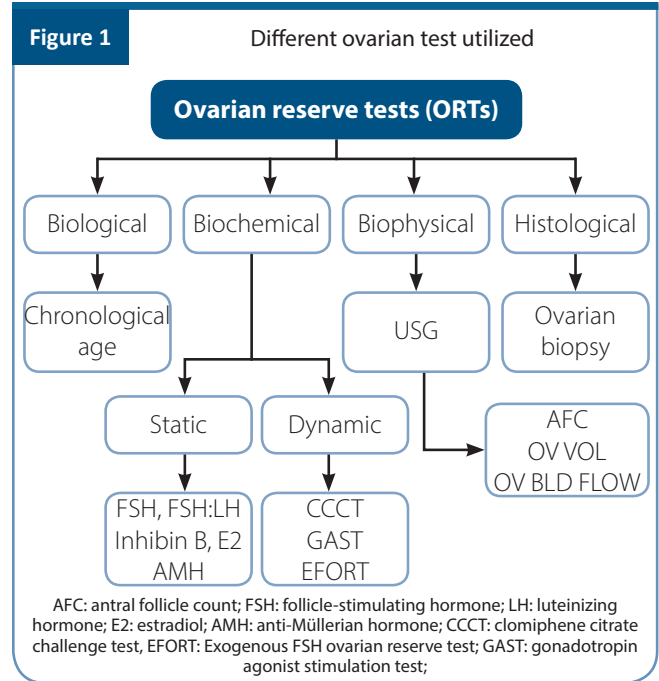 Figure 1
Different ovarian test utilized
Ovarian reserve tests (ORTs)
Biological
Biochemical
Biophysical
Histological
Chronological
age
USG
Ovarian
biopsy
Static
Dynamic
AFC
OV VOL
OV BLD FLOW
FSH, FSH:LH
Inhibin B, E2
AMH
CCCT
GAST
EFORT
AFC: antral follicle count; FSH: follicle-stimulating hormone; LH: luteinizing
hormone; E2: estradiol; AMH: anti-Müllerian hormone; CCCT: clomiphene citrate
challenge test, EFORT: Exogenous FSH ovarian reserve test; GAST: gonadotropin
agonist stimulation test;